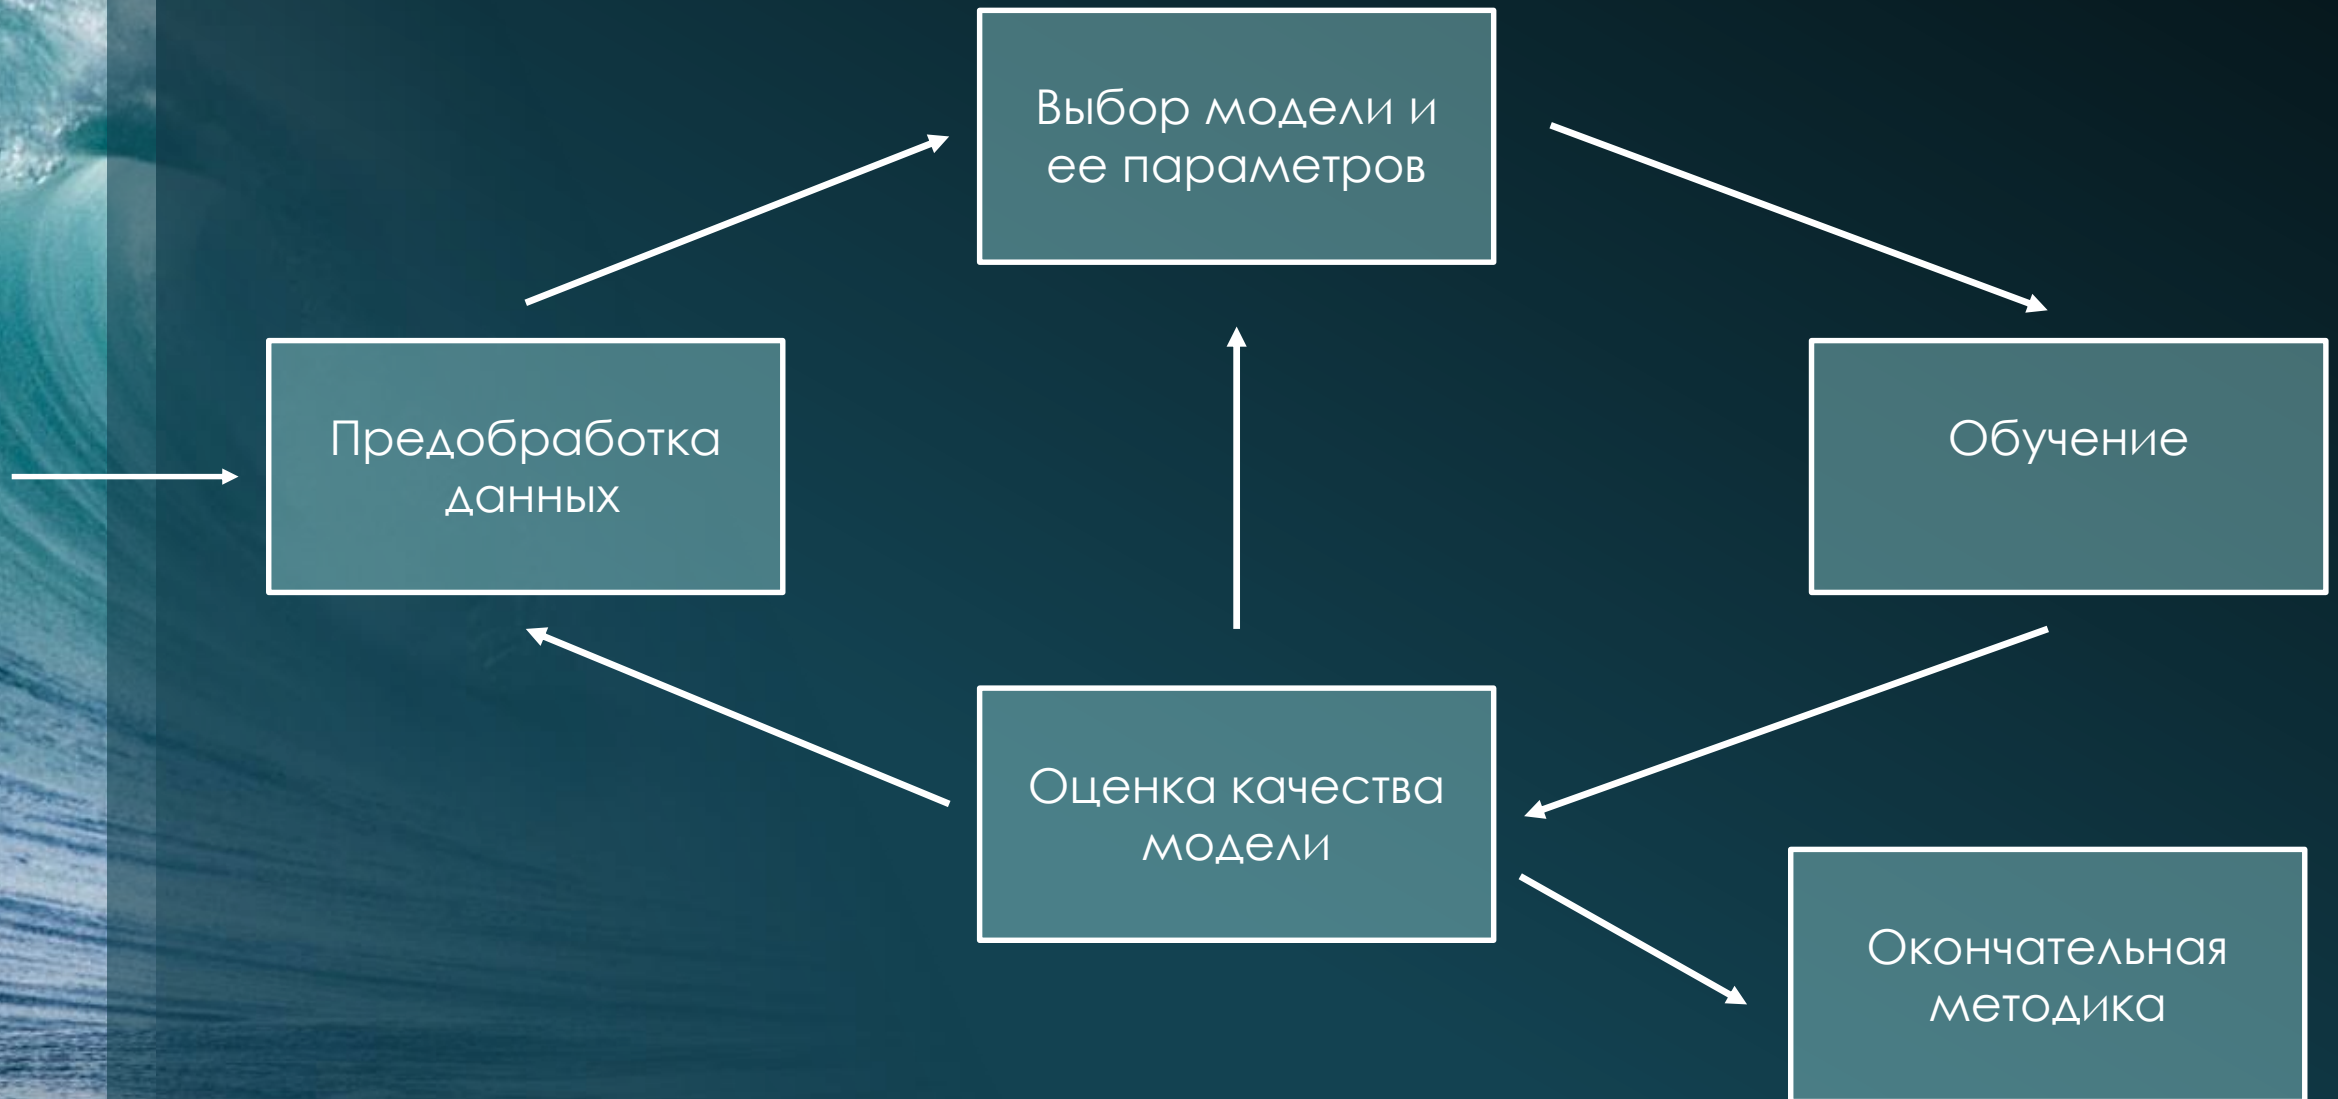 Выбор модели и
ее параметров
Предобработка
данных
Обучение
Оценка качества
модели
Окончательная
методика